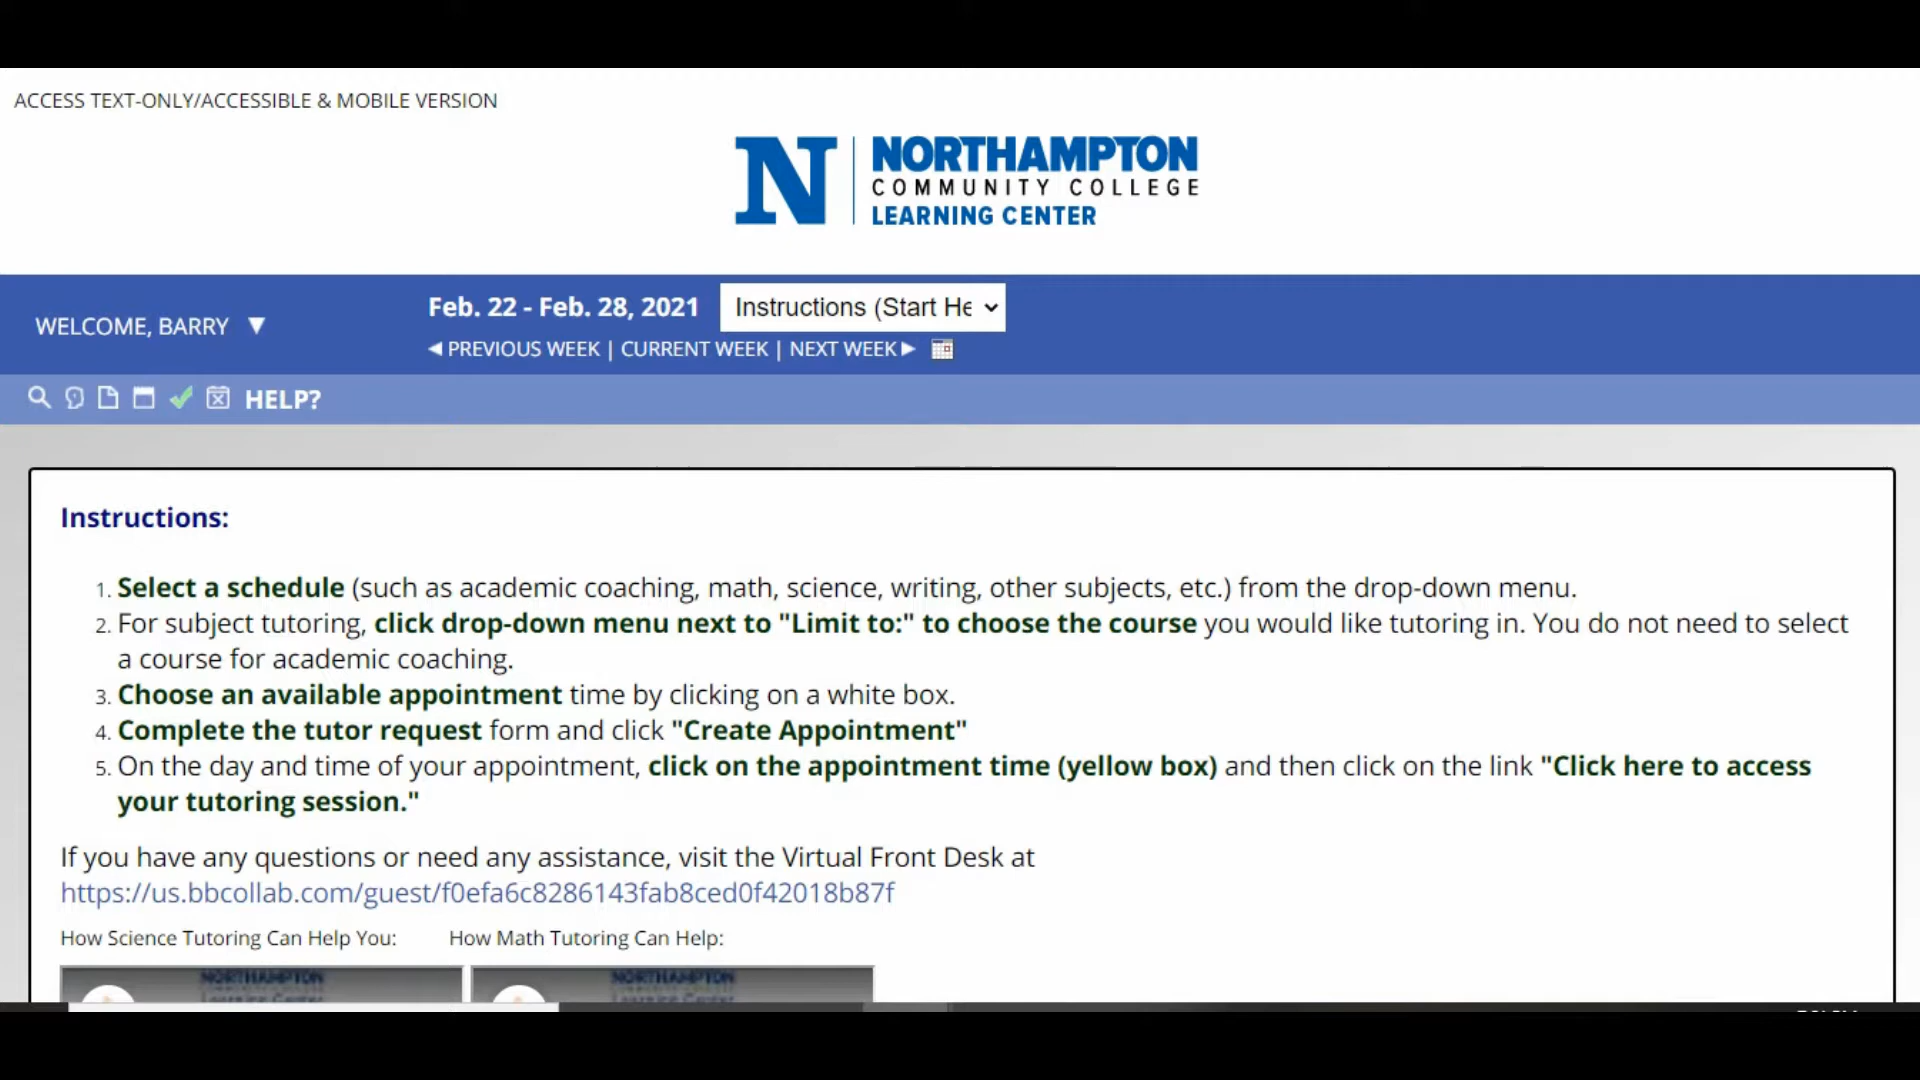 ACCESS TEXT-ONLY/ACCESSIBLE & MOBILE VERSION
N NORTHAMPTON
COMMUNITY COLLEGE
LEARNING CENTER
WELCOME, BARRY ▼
Feb. 22 - Feb. 28, 2021 Instructions (Start He
◀ PREVIOUS WEEK | CURRENT WEEK | NEXT WEEK ▶
HELP?
Instructions:
1. Select a schedule (such as academic coaching, math, science, writing, other subjects, etc.) from the drop-down menu.
2. For subject tutoring, click drop-down menu next to "Limit to:" to choose the course you would like tutoring in. You do not need to select
a course for academic coaching.
3. Choose an available appointment time by clicking on a white box.
4. Complete the tutor request form and click "Create Appointment"
5. On the day and time of your appointment, click on the appointment time (yellow box) and then click on the link "Click here to access
your tutoring session."
If you have any questions or need any assistance, visit the Virtual Front Desk at
https://us.bbcollab.com/guest/f0efa6c8286143fab8ced0f42018b87f
How Science Tutoring Can Help You: How Math Tutoring Can Help:
NORTHAMPTON NORTHAMPTON
Learning Center Learning Center